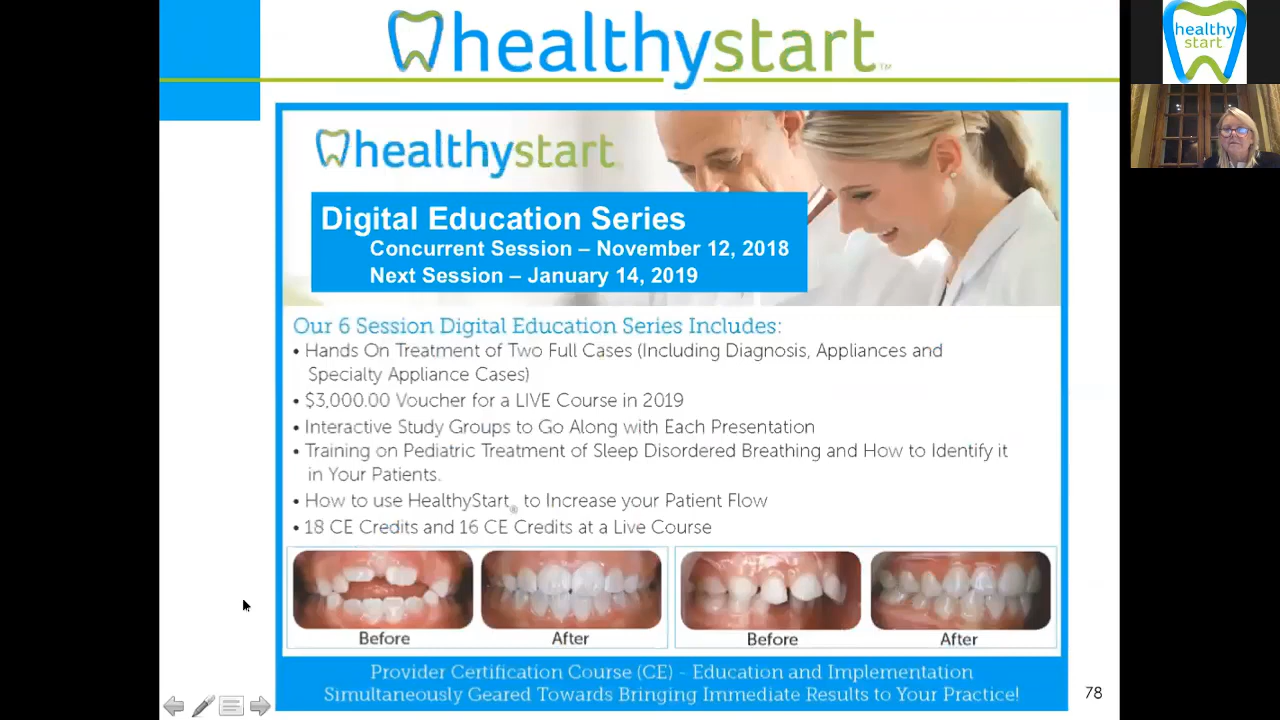 healthystart™
healthy
start
healthystart
Digital Education Series
Concurrent Session – November 12, 2018
Next Session – January 14, 2019
Our 6 Session Digital Education Series Includes:
• Hands On Treatment of Two Full Cases (Including Diagnosis, Appliances and
Specialty Appliance Cases)
• $3,000.00 Voucher for a LIVE Course in 2019
• Interactive Study Groups to Go Along with Each Presentation
• Training on Pediatric Treatment of Sleep Disordered Breathing and How to Identify it
in Your Patients.
• How to use HealthyStart® to Increase your Patient Flow
• 18 CE Credits and 16 CE Credits at a Live Course
Before
After
Before
After
Provider Certification Course (CE) - Education and Implementation
Simultaneously Geared Towards Bringing Immediate Results to Your Practice!
78